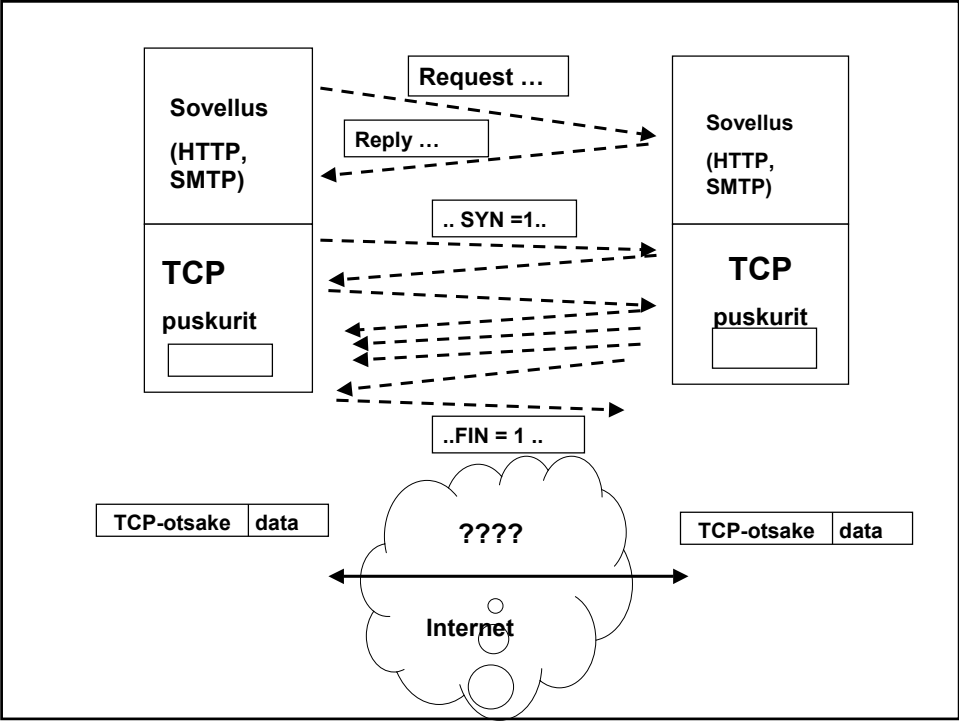 Request …
Reply …
Sovellus
(HTTP,
SMTP)
Sovellus
(HTTP,
SMTP)
.. SYN =1..
TCP
puskurit
TCP
puskurit
..FIN = 1 ..
TCP-otsake data
????
TCP-otsake data
Internet